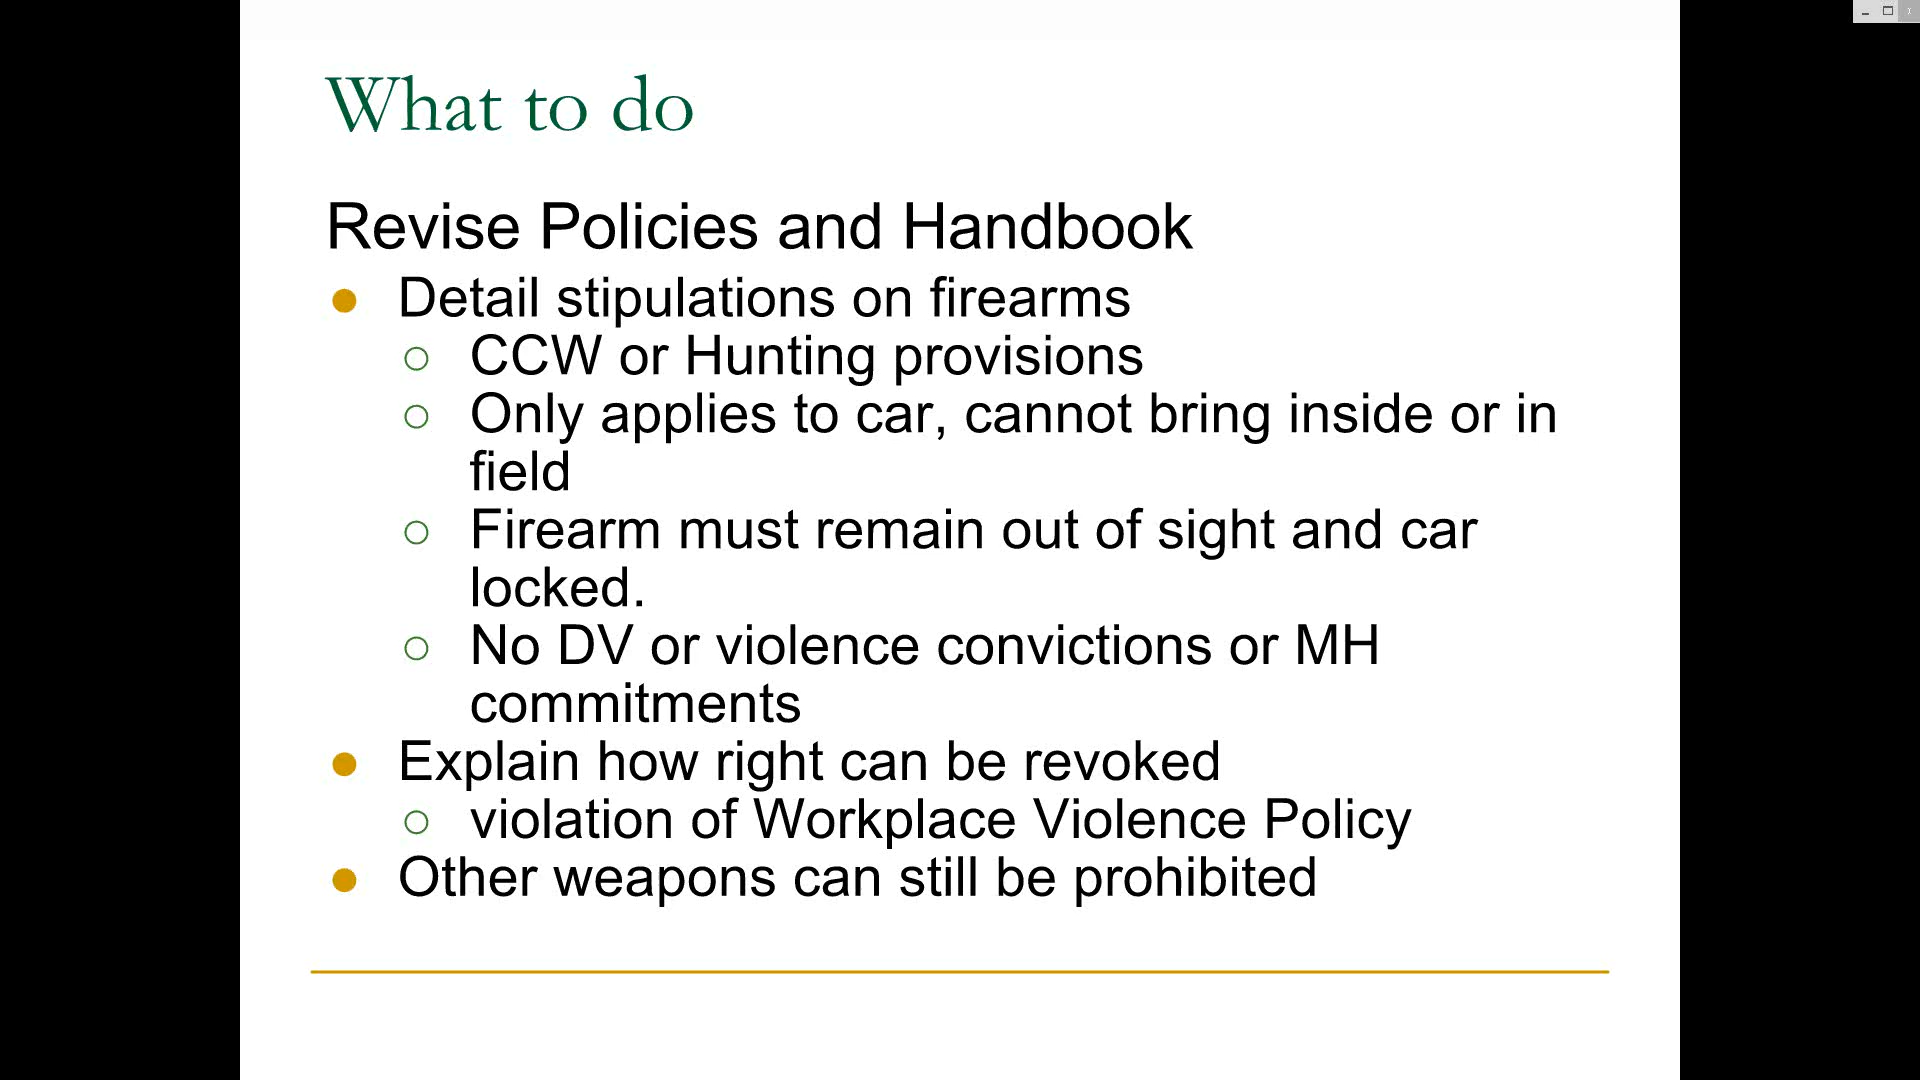 What to do
Revise Policies and Handbook
Detail stipulations on firearms
CCW or Hunting provisions
Only applies to car, cannot bring inside or in
field
Firearm must remain out of sight and car
locked.
No DV or violence convictions or MH
commitments
Explain how right can be revoked
violation of Workplace Violence Policy
Other weapons can still be prohibited